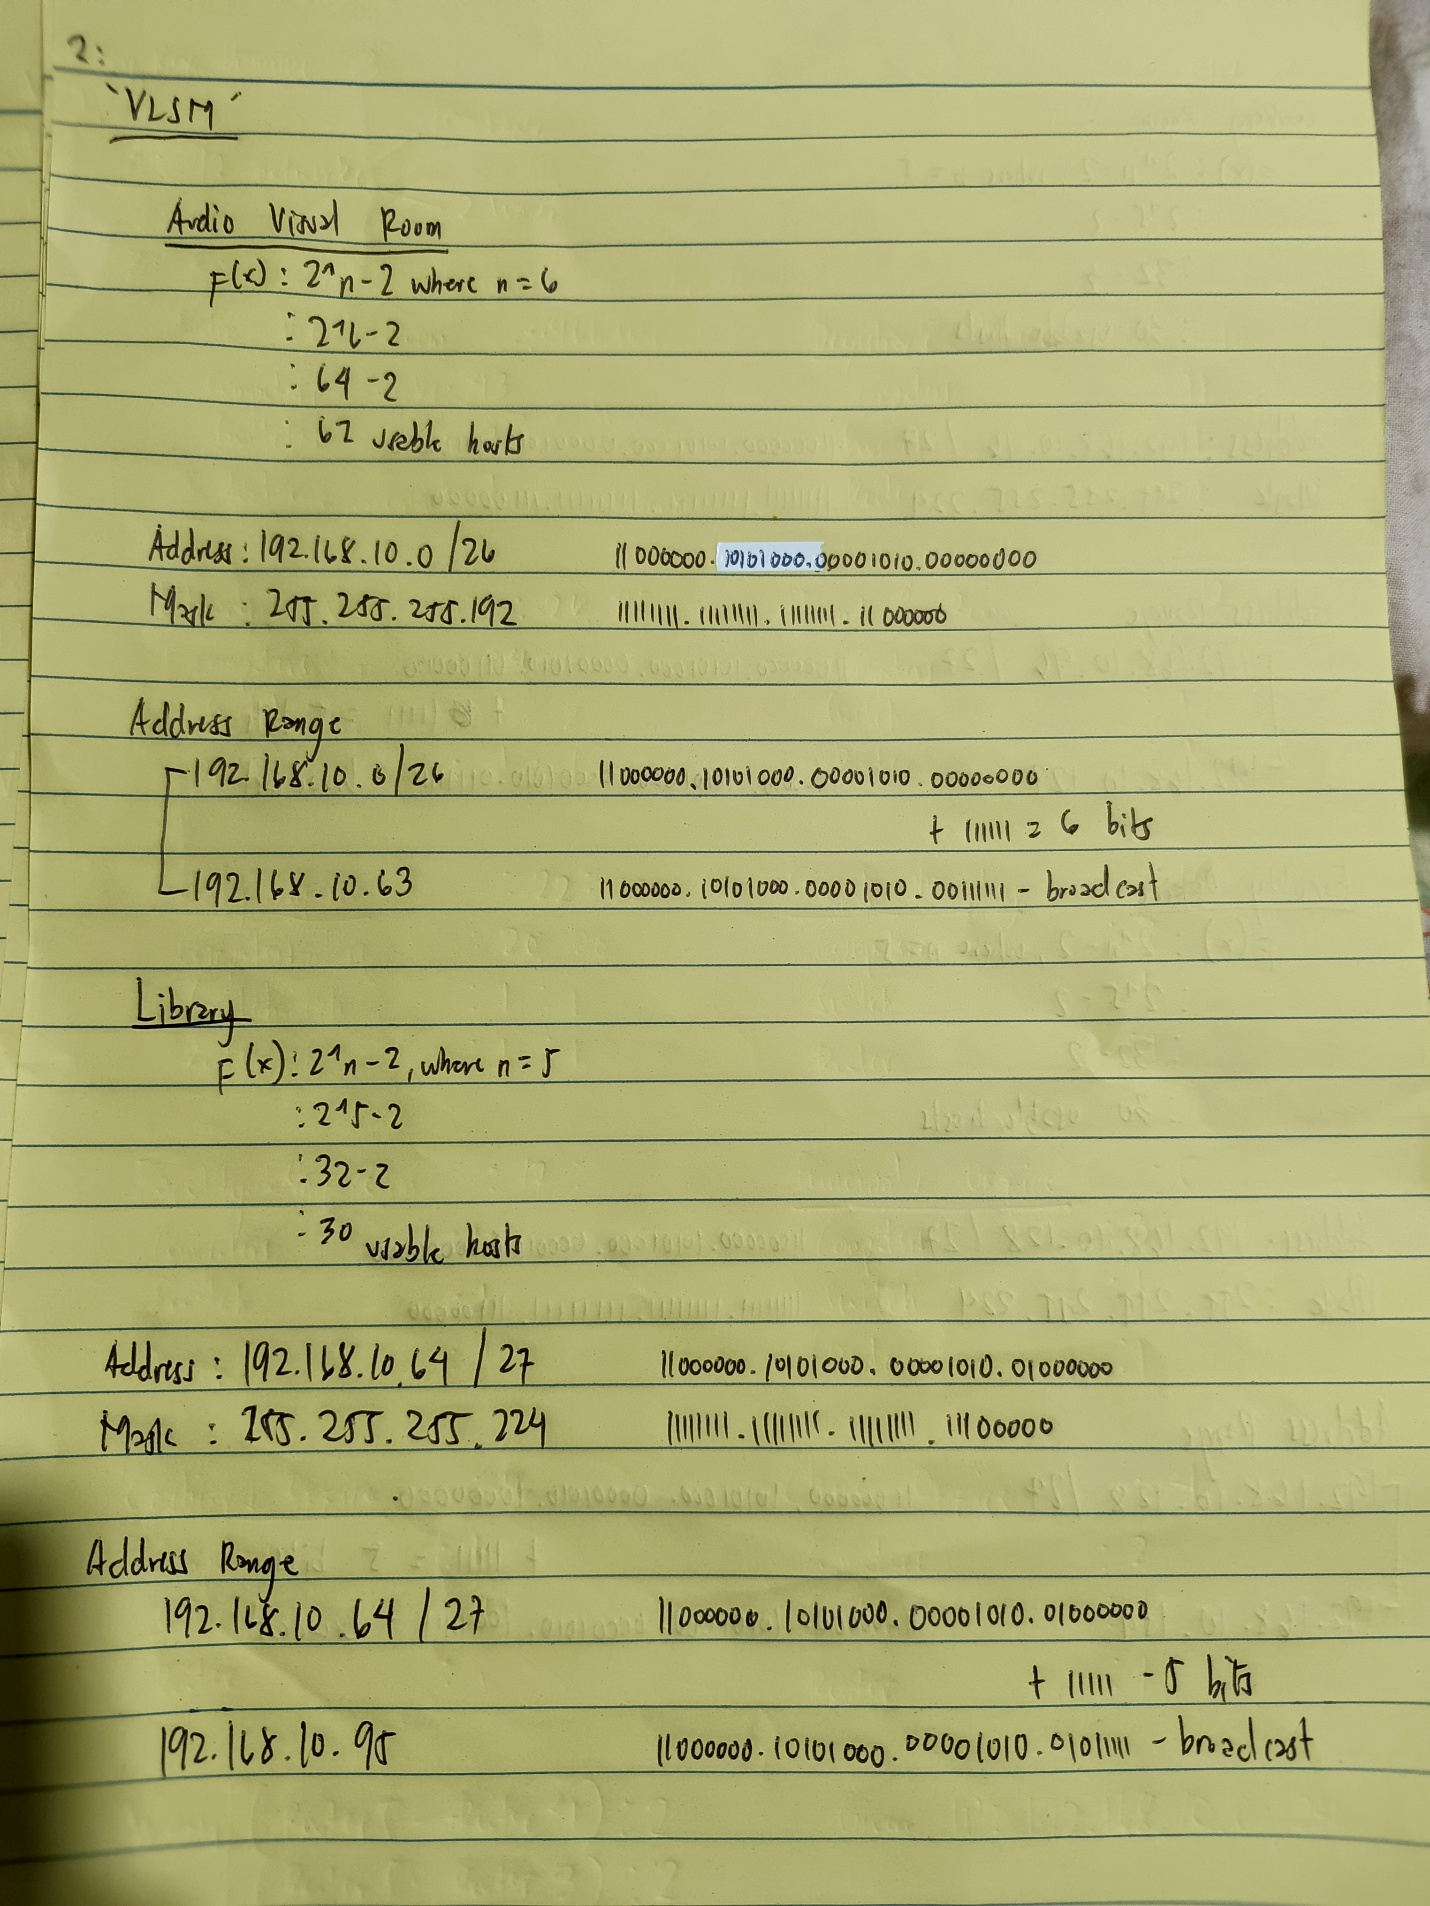 2:
"VLSM"
Audio Visual Room
F(x) : 2^n-2 where n=6
: 2^6-2
: 64-2
: 62 usable hosts
Address : 192.168.10.0 /26 11000000.10101000.00001010.00000000
Mask : 255.255.255.192 11111111.11111111.11111111.11000000
Address Range
192.168.10.0/26 11000000.10101000.00001010.00000000
+ 111111 = 6 bits
192.168.10.63 11000000.10101000.00001010.00111111 - broadcast
Library
F(x) : 2^n-2, where n=5
: 2^5-2
: 32-2
: 30 usable hosts
Address : 192.168.10.64 /27 11000000.10101000.00001010.01000000
Mask : 255.255.255.224 11111111.11111111.11111111.11100000
Address Range
192.168.10.64 /27 11000000.10101000.00001010.01000000
+ 11111 - 5 bits
192.168.10.95 11000000.10101000.00001010.01011111 - broadcast